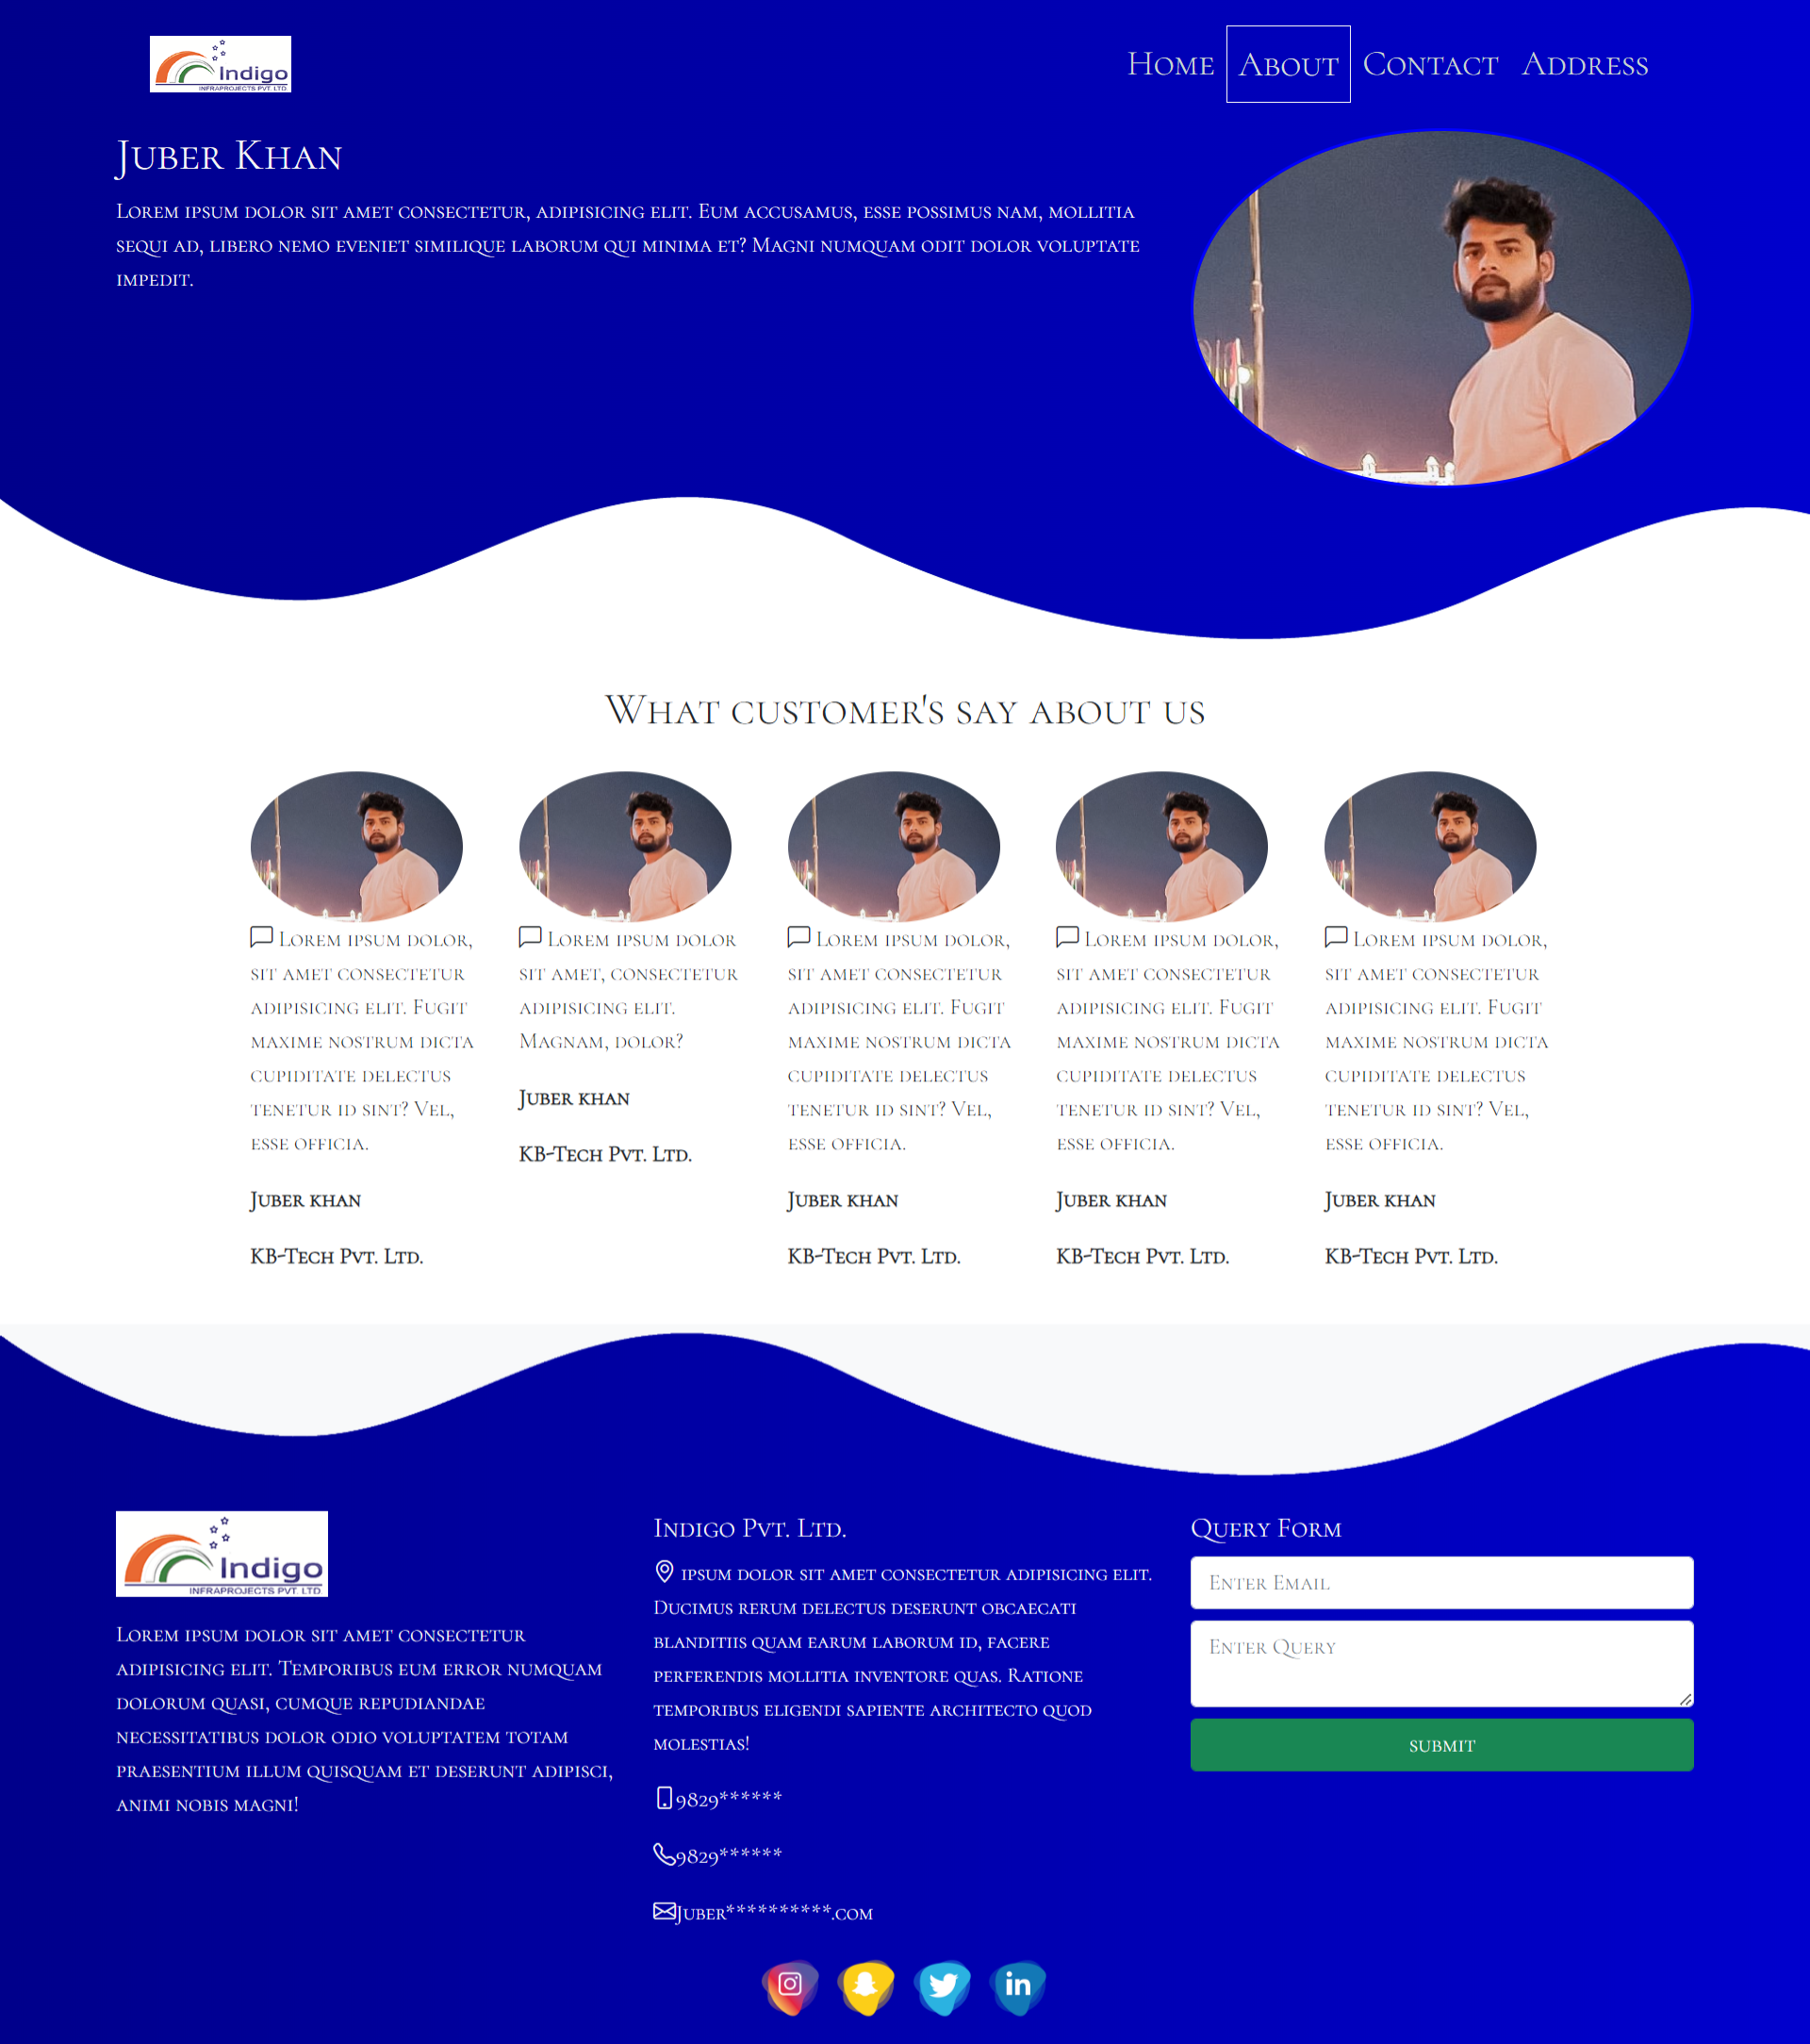 Indigo
INFRAPROJECTS PVT. LTD
Home About Contact Address
Juber Khan
Lorem ipsum dolor sit amet consectetur, adipisicing elit. Eum accusamus, esse possimus nam, mollitia
sequi ad, libero nemo eveniet similique laborum qui minima et? Magni numquam odit dolor voluptate
impedit.
What customer's say about us
Lorem ipsum dolor,
sit amet consectetur
adipisicing elit. Fugit
maxime nostrum dicta
cupiditate delectus
tenetur id sint? Vel,
esse officia.
Juber khan
KB-Tech Pvt. Ltd.
Lorem ipsum dolor
sit amet, consectetur
adipisicing elit.
Magnam, dolor?
Juber khan
KB-Tech Pvt. Ltd.
Lorem ipsum dolor,
sit amet consectetur
adipisicing elit. Fugit
maxime nostrum dicta
cupiditate delectus
tenetur id sint? Vel,
esse officia.
Juber khan
KB-Tech Pvt. Ltd.
Lorem ipsum dolor,
sit amet consectetur
adipisicing elit. Fugit
maxime nostrum dicta
cupiditate delectus
tenetur id sint? Vel,
esse officia.
Juber khan
KB-Tech Pvt. Ltd.
Lorem ipsum dolor,
sit amet consectetur
adipisicing elit. Fugit
maxime nostrum dicta
cupiditate delectus
tenetur id sint? Vel,
esse officia.
Juber khan
KB-Tech Pvt. Ltd.
Indigo
INFRAPROJECTS PVT. LTD
Lorem ipsum dolor sit amet consectetur
adipisicing elit. Temporibus eum error numquam
dolorum quasi, cumque repudiandae
necessitatibus dolor odio voluptatem totam
praesentium illum quisquam et deserunt adipisci,
animi nobis magni!
Indigo Pvt. Ltd.
ipsum dolor sit amet consectetur adipisicing elit.
Ducimus rerum delectus deserunt obcaecati
blanditiis quam earum laborum id, facere
perferendis mollitia inventore quas. Ratione
temporibus eligendi sapiente architecto quod
molestias!
9829******
9829******
Juber**********.com
Query Form
Enter Email
Enter Query
submit
in